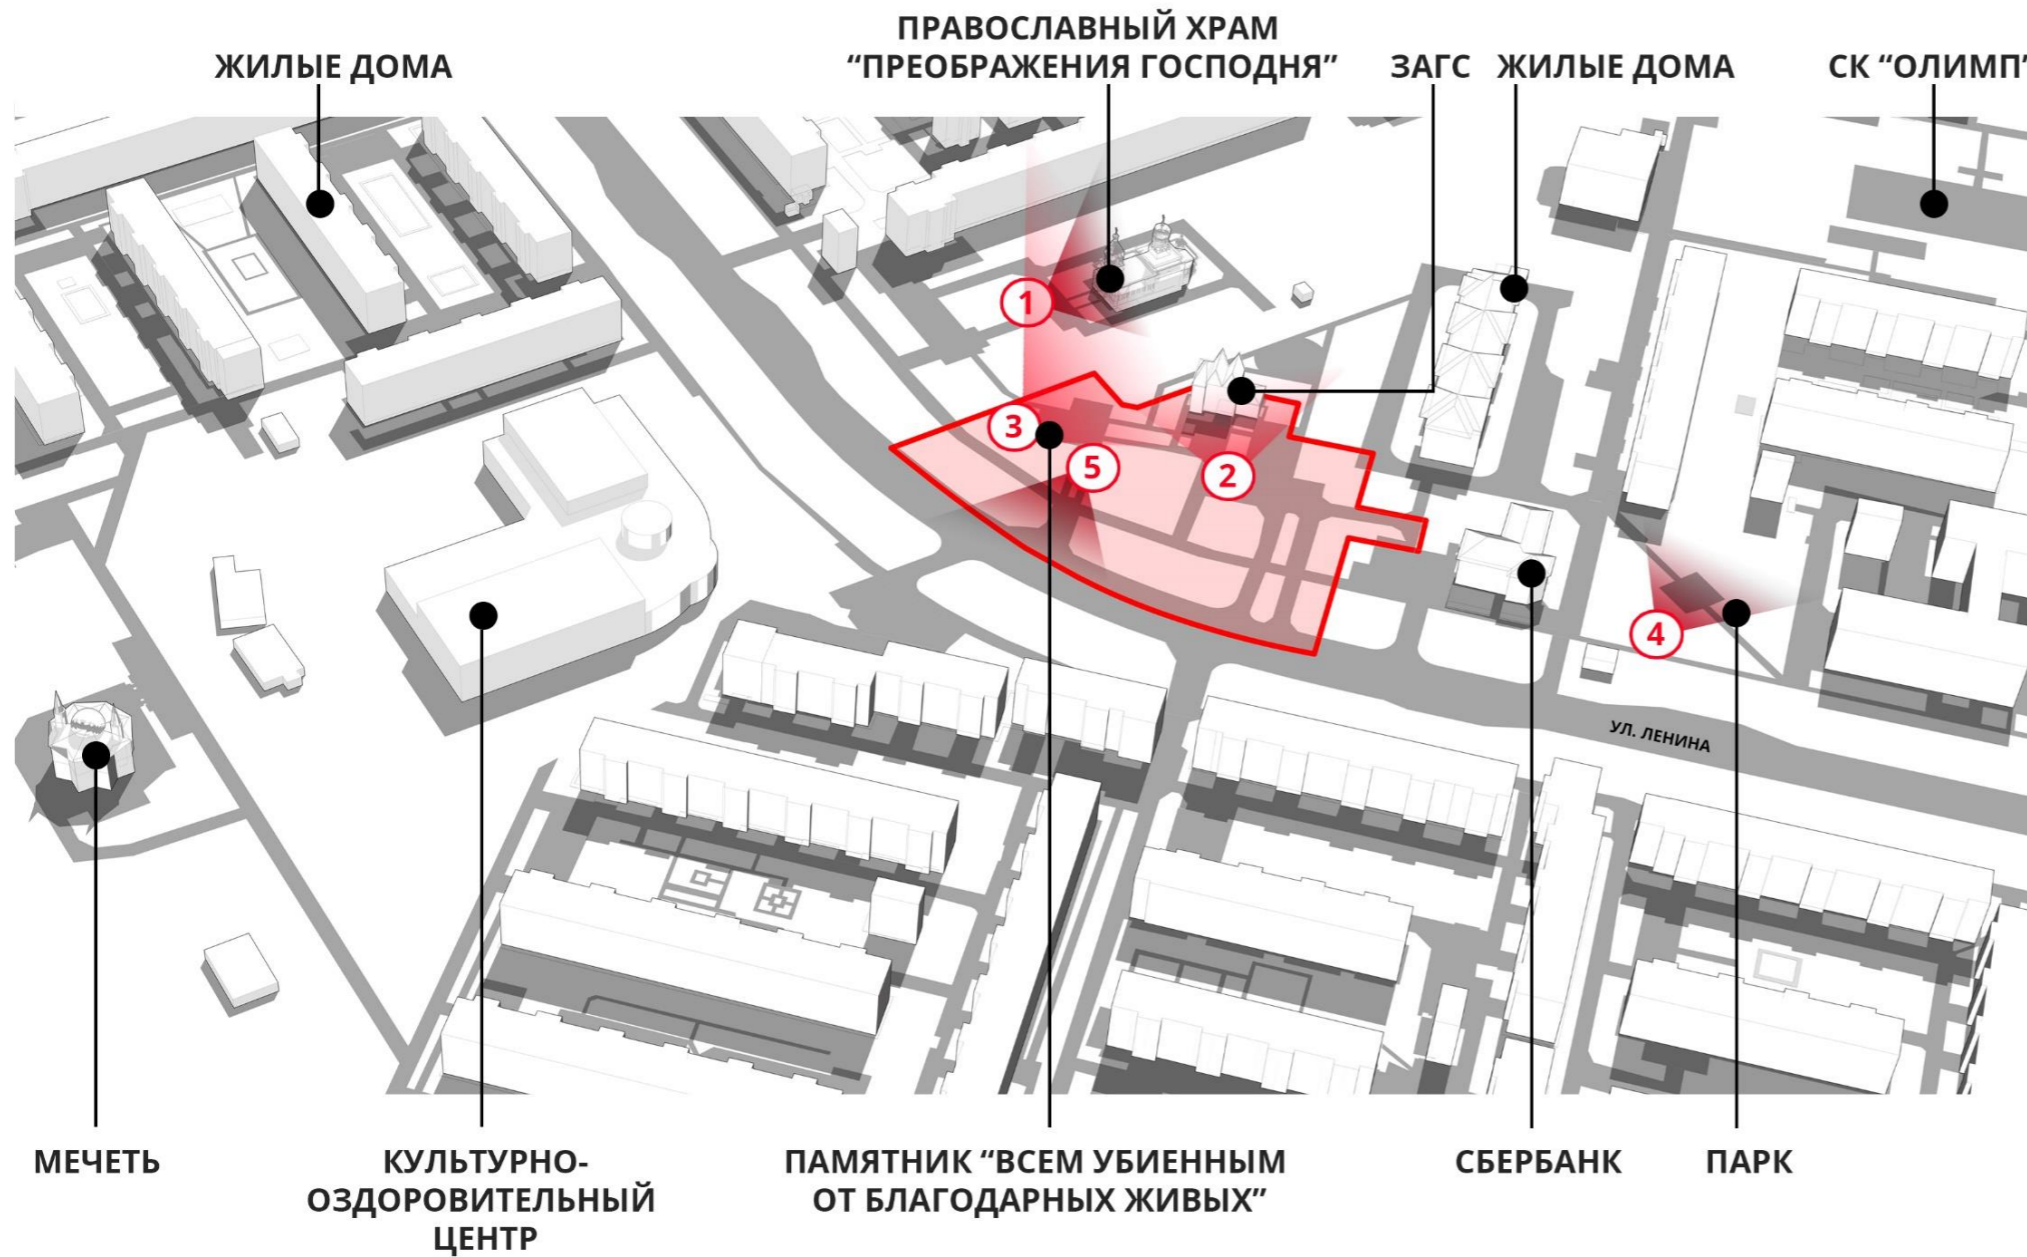 ПРАВОСЛАВНЫЙ ХРАМ
“ПРЕОБРАЖЕНИЯ ГОСПОДНЯ”
ЖИЛЫЕ ДОМА
ЗАГС
ЖИЛЫЕ ДОМА
СК “ОЛИМП”
1
3
5
2
4
УЛ. ЛЕНИНА
МЕЧЕТЬ
КУЛЬТУРНО-
ОЗДОРОВИТЕЛЬНЫЙ
ЦЕНТР
ПАМЯТНИК “ВСЕМ УБИЕННЫМ
ОТ БЛАГОДАРНЫХ ЖИВЫХ”
СБЕРБАНК
ПАРК